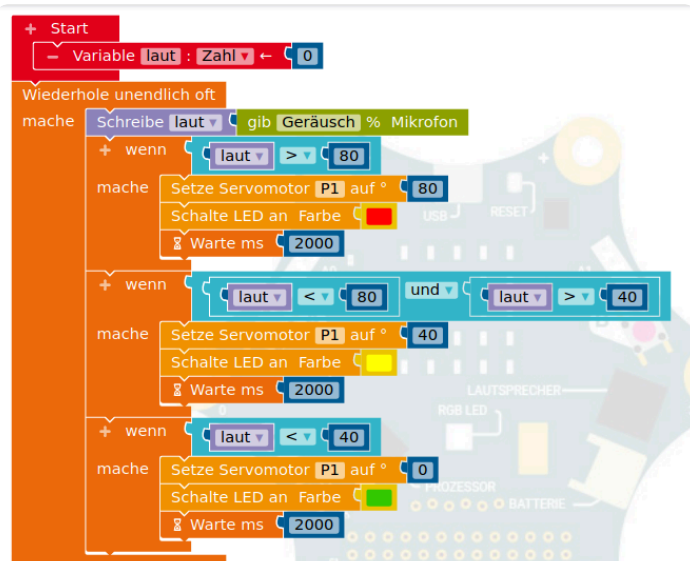 + Start
− Variable laut : Zahl ▾ ← 0
Wiederhole unendlich oft
mache Schreibe laut ▾ gib Geräusch % Mikrofon
+ wenn laut ▾ > ▾ 80
mache Setze Servomotor P1 auf ° 80
Schalte LED an Farbe
Warte ms 2000
+ wenn laut ▾ < ▾ 80 und ▾ laut ▾ > ▾ 40
mache Setze Servomotor P1 auf ° 40
Schalte LED an Farbe
Warte ms 2000
+ wenn laut ▾ < ▾ 40
mache Setze Servomotor P1 auf ° 0
Schalte LED an Farbe
Warte ms 2000
+
USB
RESET
A1
LAUTSPRECHER
RGB LED
0
PROZESSOR
BATTERIE